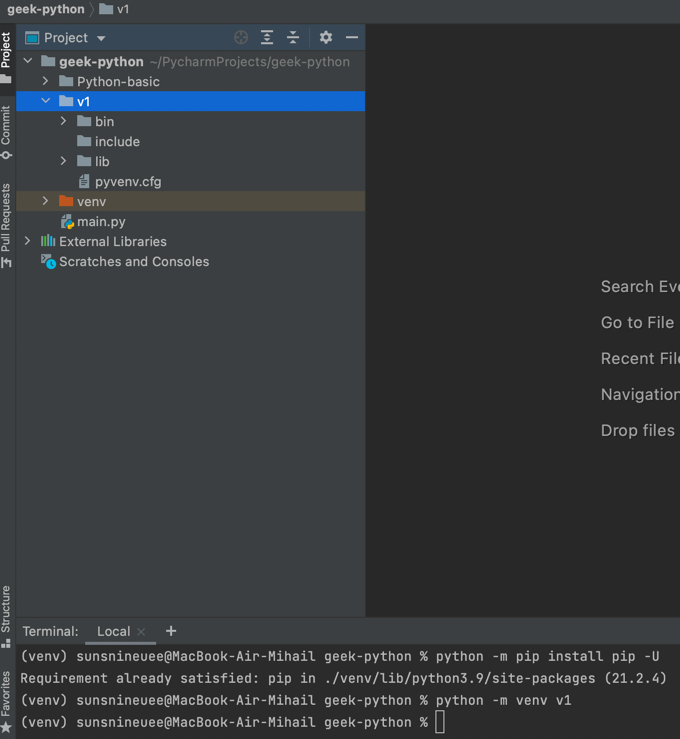 geek-python > v1
Project
geek-python ~/PycharmProjects/geek-python
Python-basic
v1
bin
include
lib
pyvenv.cfg
venv
main.py
External Libraries
Scratches and Consoles
Project
Commit
Pull Requests
Structure
Favorites
Search Eve
Go to File
Recent File
Navigation
Drop files
Terminal: Local × +
(venv) sunsnineuee@MacBook-Air-Mihail geek-python % python -m pip install pip -U
Requirement already satisfied: pip in ./venv/lib/python3.9/site-packages (21.2.4)
(venv) sunsnineuee@MacBook-Air-Mihail geek-python % python -m venv v1
(venv) sunsnineuee@MacBook-Air-Mihail geek-python %